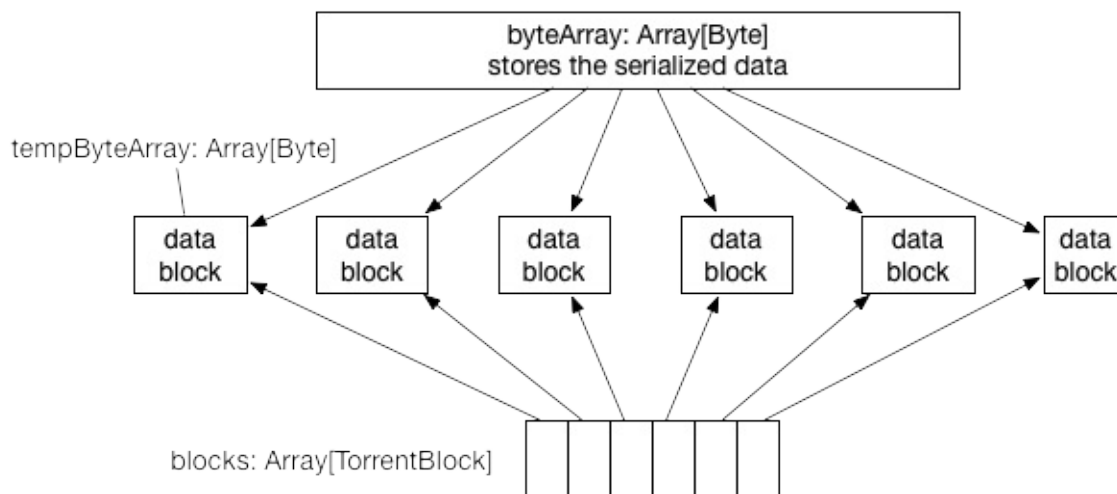 byteArray: Array[Byte]
stores the serialized data
tempByteArray: Array[Byte]
data
block
data
block
data
block
data
block
data
block
data
block
blocks: Array[TorrentBlock]